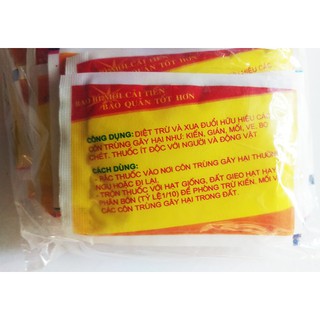 BAO BÌ MỚI CẢI TIẾN
BẢO QUẢN TỐT HƠN
CÔNG DỤNG: DIỆT TRỪ VÀ XUA ĐUỔI HỮU HIỆU CÁC
CÔN TRÙNG GÂY HẠI NHƯ: KIẾN, GIÁN, MỐI, VE, BỌ
CHÉT. THUỐC ÍT ĐỘC VỚI NGƯỜI VÀ ĐỘNG VẬT
CÁCH DÙNG:
- RẮC THUỐC VÀO NƠI CÔN TRÙNG GÂY HẠI THƯỜNG
NGỤ HOẶC ĐI LẠI.
- TRỘN THUỐC VỚI HẠT GIỐNG, ĐẤT GIEO HẠT HAY
PHÂN BÓN (TỶ LỆ 1/10) ĐỂ PHÒNG TRỪ KIẾN, MỐI VÀ
CÁC CÔN TRÙNG GÂY HẠI TRONG ĐẤT